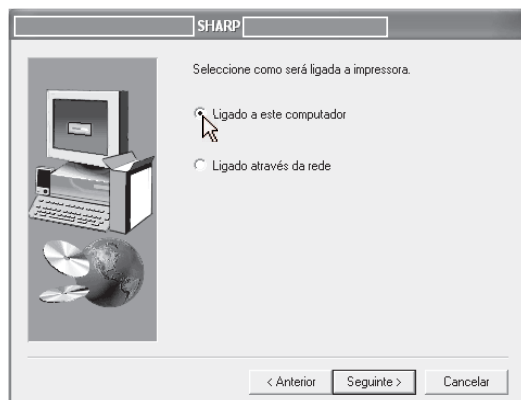 SHARP
Seleccione como será ligada a impressora.
Ligado a este computador
Ligado através da rede
< Anterior
Seguinte >
Cancelar